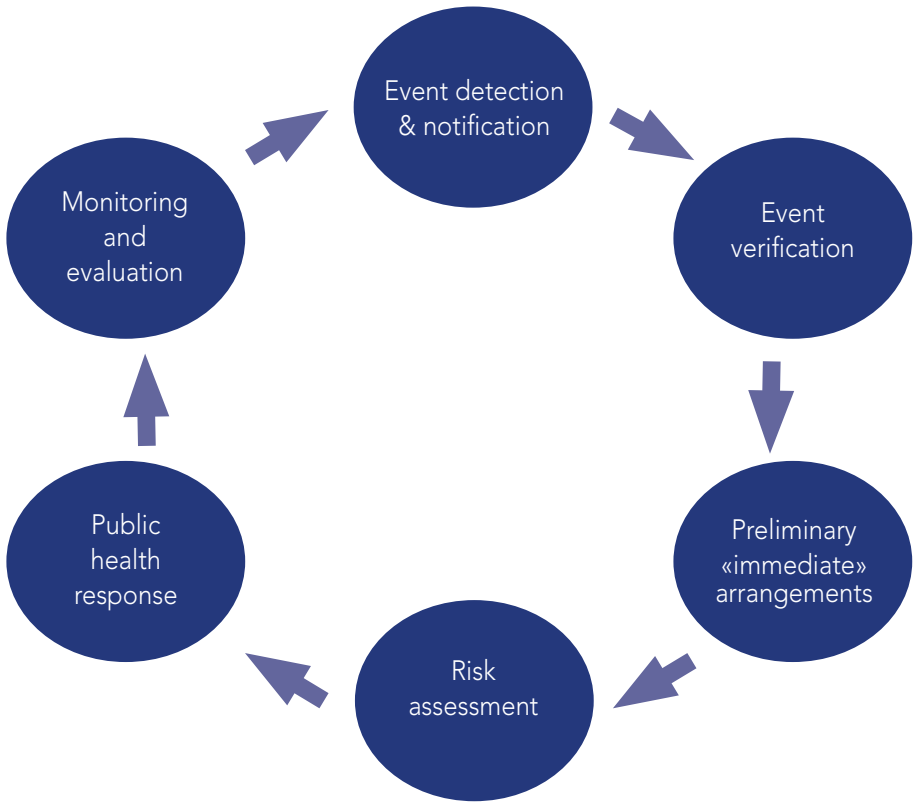 Event detection
& notification
Event
verification
Preliminary
«immediate»
arrangements
Risk
assessment
Public
health
response
Monitoring
and
evaluation